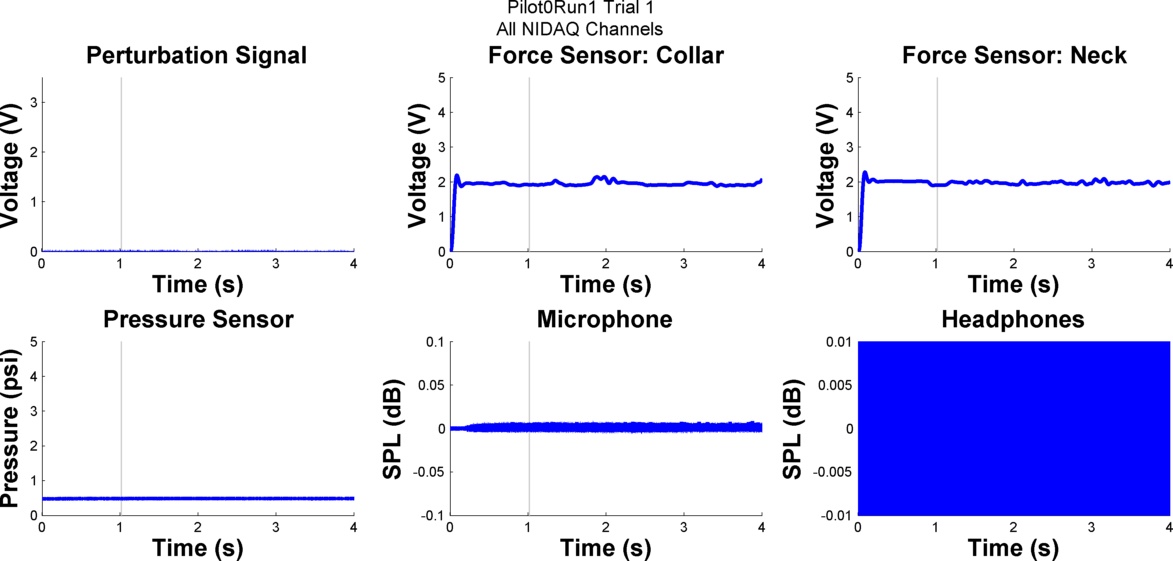 Pilot0Run1 Trial 1
All NIDAQ Channels
Perturbation Signal
Voltage (V)
3
2
1
0
0 1 2 3 4
Time (s)
Force Sensor: Collar
Voltage (V)
5
4
3
2
1
0
0 1 2 3 4
Time (s)
Force Sensor: Neck
Voltage (V)
5
4
3
2
1
0
0 1 2 3 4
Time (s)
Pressure Sensor
Pressure (psi)
5
4
3
2
1
0
0 1 2 3 4
Time (s)
Microphone
SPL (dB)
0.1
0.05
0
-0.05
-0.1
0 1 2 3 4
Time (s)
Headphones
SPL (dB)
0.01
0.005
0
-0.005
-0.01
0 1 2 3 4
Time (s)